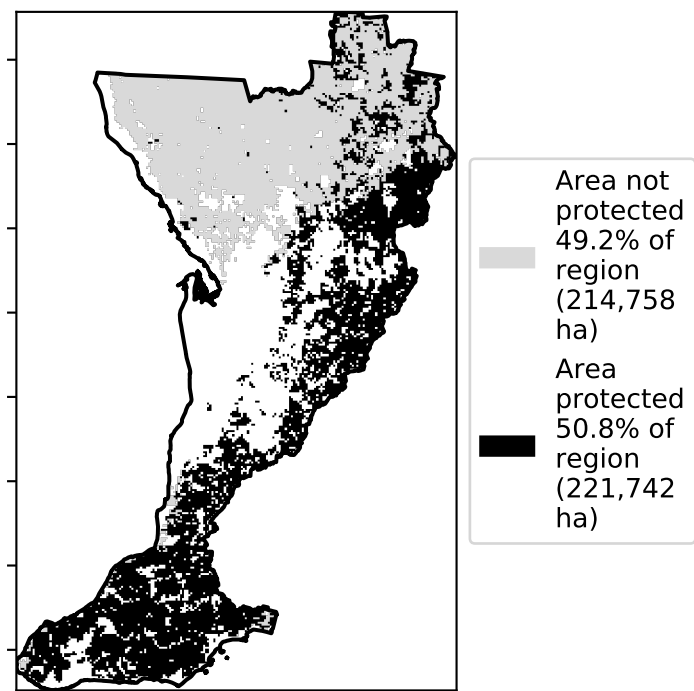 Area not
protected
49.2% of
region
(214,758
ha)
Area
protected
50.8% of
region
(221,742
ha)